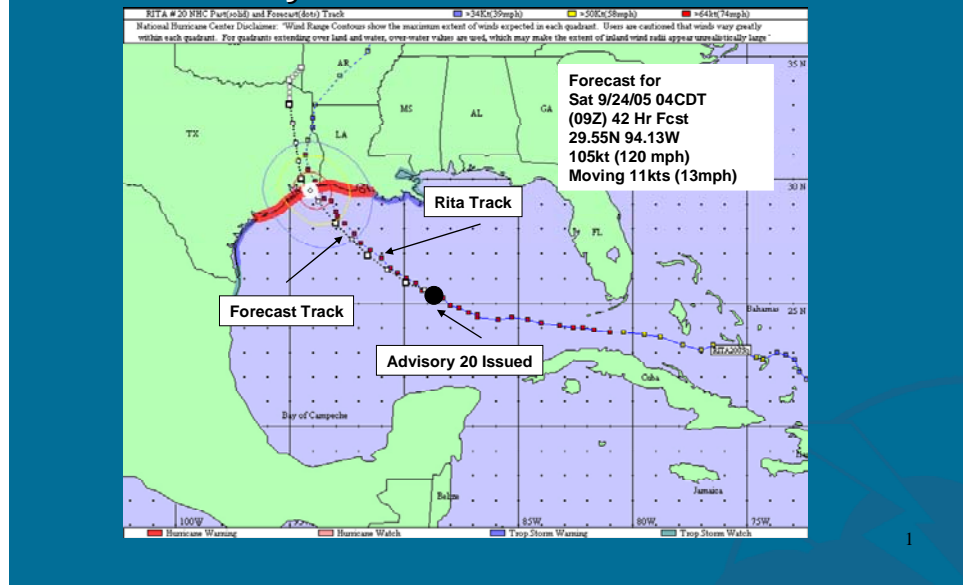 RITA # 20 NHC Past(solid) and Forecast(dots) Track >34Kt(39mph) >50Kt(58mph) >64kt(74mph)
National Hurricane Center Disclaimer: "Wind Range Contours show the maximum extent of winds expected in each quadrant. Users are cautioned that winds vary greatly
within each quadrant. For quadrants extending over land and water, over-water values are used, which may make the extent of inland wind radii appear unrealistically large"
35 N
AR
Forecast for
Sat 9/24/05 04CDT
(09Z) 42 Hr Fcst
29.55N 94.13W
105kt (120 mph)
Moving 11kts (13mph)
MS
AL
GA
TX
LA
30 N
Rita Track
FL
Forecast Track
Bahamas
25 N
Advisory 20 Issued
Cuba
Bay of Campeche
Belize
Jamaica
100W
85W
80W
75W
Hurricane Warning Hurricane Watch Trop Storm Warning Trop Storm Watch
1